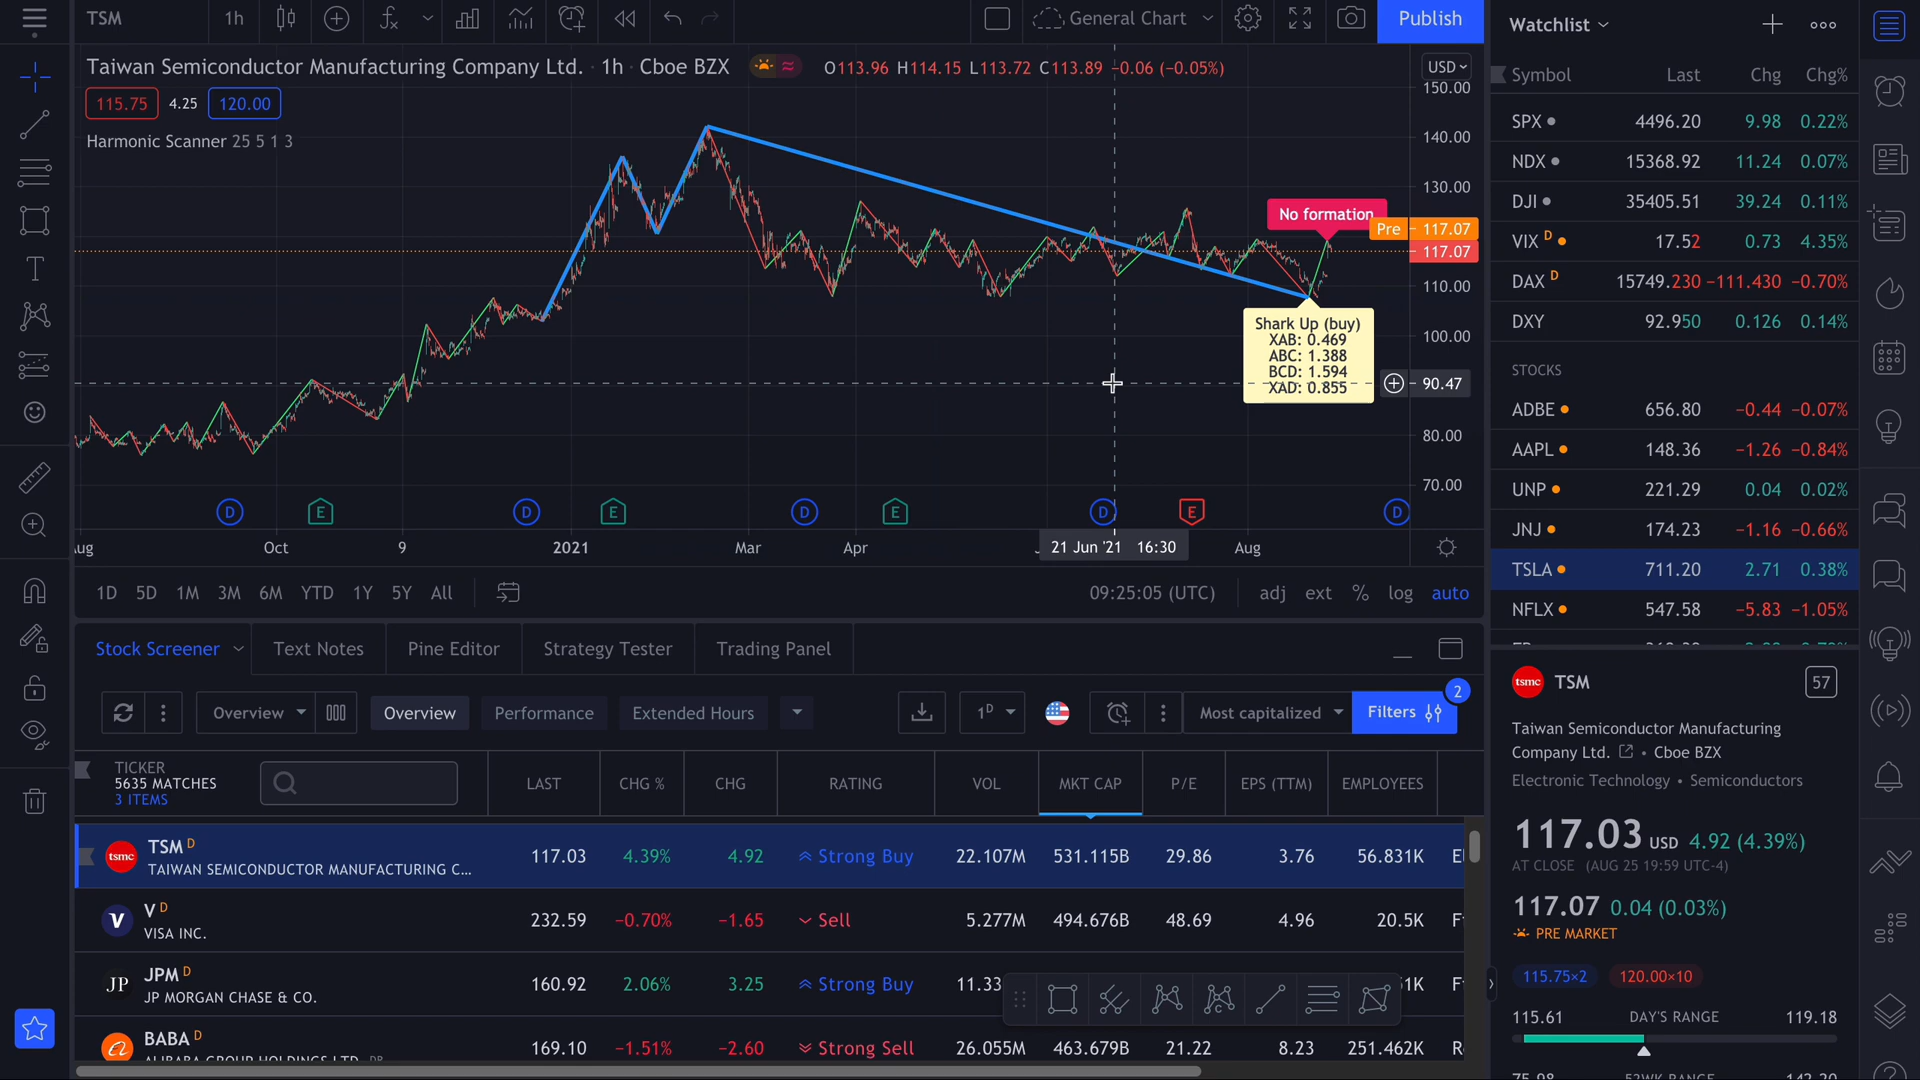 TSM
1h
General Chart
Publish
Taiwan Semiconductor Manufacturing Company Ltd. · 1h · Cboe BZX
O113.96 H114.15 L113.72 C113.89 −0.06 (−0.05%)
USD
115.75 4.25 120.00
Harmonic Scanner 25 5 1 3
150.00
140.00
130.00
No formation
Pre 117.07
117.07
110.00
100.00
Shark Up (buy)
XAB: 0.469
ABC: 1.388
BCD: 1.594
XAD: 0.855
90.47
80.00
70.00
D E D E D E D E D
Oct 9 2021 Mar Apr 21 Jun '21 16:30 Aug
1D 5D 1M 3M 6M YTD 1Y 5Y All
09:25:05 (UTC) adj ext % log auto
Stock Screener Text Notes Pine Editor Strategy Tester Trading Panel
Overview Overview Performance Extended Hours
1D
Most capitalized
Filters
2
TICKER
5635 MATCHES
3 ITEMS
LAST CHG % CHG RATING VOL MKT CAP P/E EPS (TTM) EMPLOYEES
tsmc TSM D 117.03 4.39% 4.92 Strong Buy 22.107M 531.115B 29.86 3.76 56.831K
TAIWAN SEMICONDUCTOR MANUFACTURING C...
V V D 232.59 −0.70% −1.65 Sell 5.277M 494.676B 48.69 4.96 20.5K
VISA INC.
JP JPM D 160.92 2.06% 3.25 Strong Buy 11.33
JP MORGAN CHASE & CO.
BABA D 169.10 −1.51% −2.60 Strong Sell 26.055M 463.679B 21.22 8.23 251.462K
ALIBABA GROUP HOLDINGS LTD
Watchlist
Symbol Last Chg Chg%
SPX 4496.20 9.98 0.22%
NDX 15368.92 11.24 0.07%
DJI 35405.51 39.24 0.11%
VIX D 17.52 0.73 4.35%
DAX D 15749.230 −111.430 −0.70%
DXY 92.950 0.126 0.14%
STOCKS
ADBE 656.80 −0.44 −0.07%
AAPL 148.36 −1.26 −0.84%
UNP 221.29 0.04 0.02%
JNJ 174.23 −1.16 −0.66%
TSLA 711.20 2.71 0.38%
NFLX 547.58 −5.83 −1.05%
tsmc TSM 57
Taiwan Semiconductor Manufacturing
Company Ltd. • Cboe BZX
Electronic Technology • Semiconductors
117.03 USD 4.92 (4.39%)
AT CLOSE (AUG 25 19:59 UTC-4)
117.07 0.04 (0.03%)
PRE MARKET
115.75×2 120.00×10
115.61 DAY'S RANGE 119.18
75.98 52WK RANGE 142.20